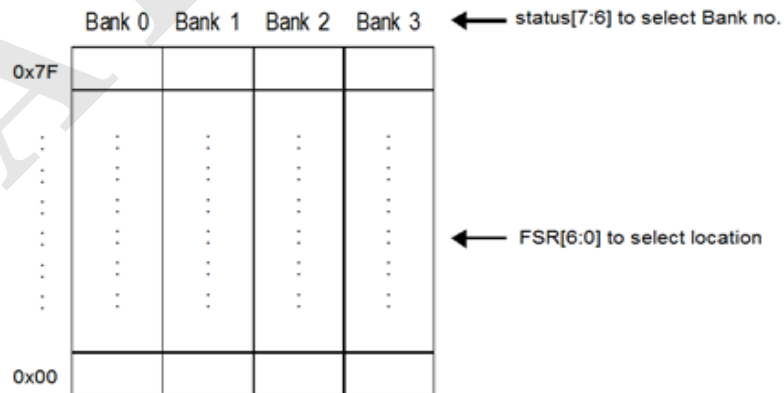 Bank 0 Bank 1 Bank 2 Bank 3 status[7:6] to select Bank no.
0x7F
FSR[6:0] to select location
0x00